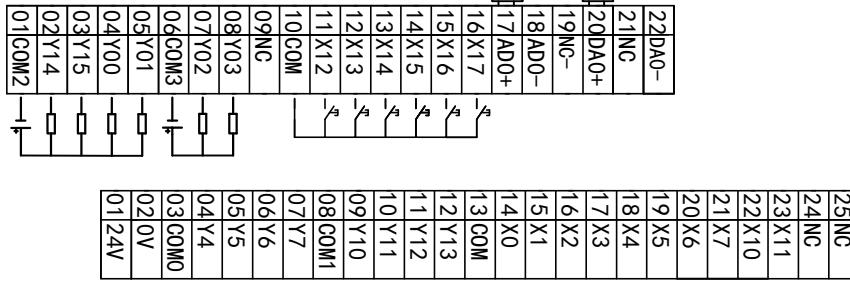 01COM2
02Y14
03Y15
04Y00
05Y01
06COM3
07Y02
08Y03
09NC
10COM
11X12
12X13
13X14
14X15
15X16
16X17
17AD0+
18AD0-
19NC-
20DA0+
21NC
22DA0-
01 24V
02 0V
03 COM0
04 Y4
05 Y5
06 Y6
07 Y7
08 COM1
09 Y10
10 Y11
11 Y12
12 Y13
13 COM
14 X0
15 X1
16 X2
17 X3
18 X4
19 X5
20 X6
21 X7
22 X10
23 X11
24 NC
25 NC